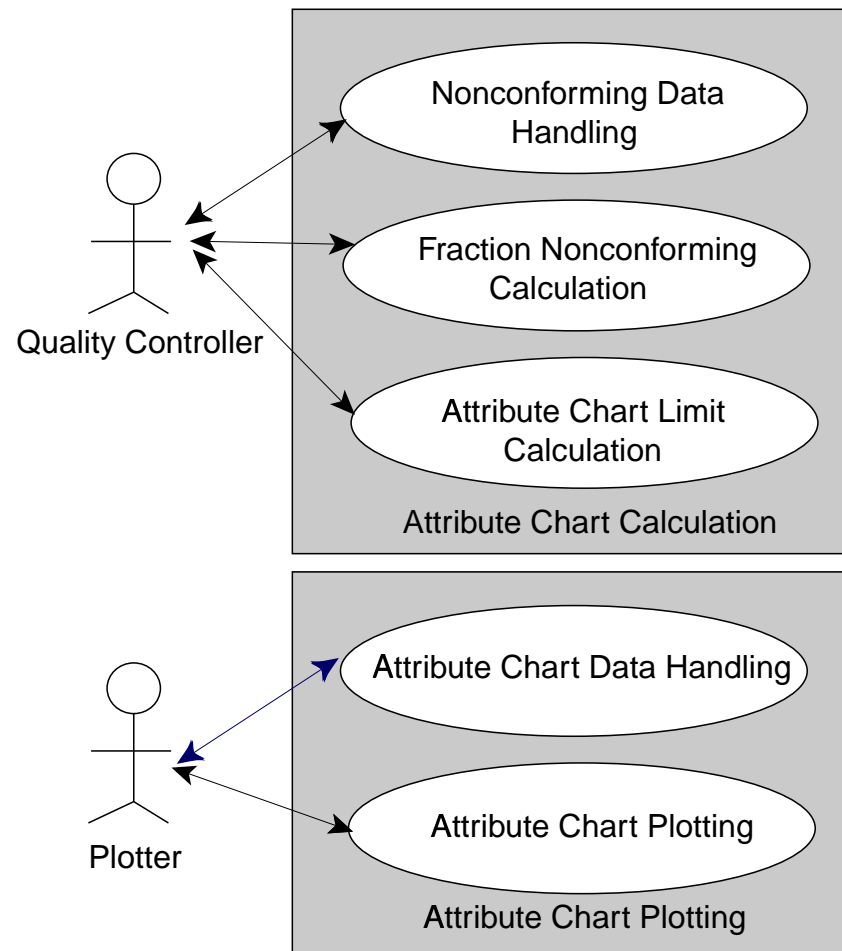 Nonconforming Data
Handling
Fraction Nonconforming
Calculation
Quality Controller
Attribute Chart Limit
Calculation
Attribute Chart Calculation
Attribute Chart Data Handling
Attribute Chart Plotting
Plotter
Attribute Chart Plotting